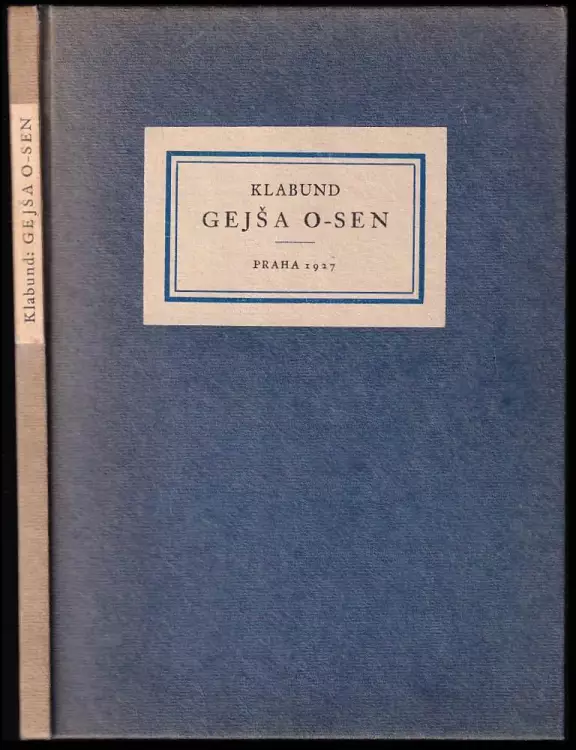 Klabund: GEJŠA O-SEN
KLABUND
GEJŠA O-SEN
PRAHA 1927